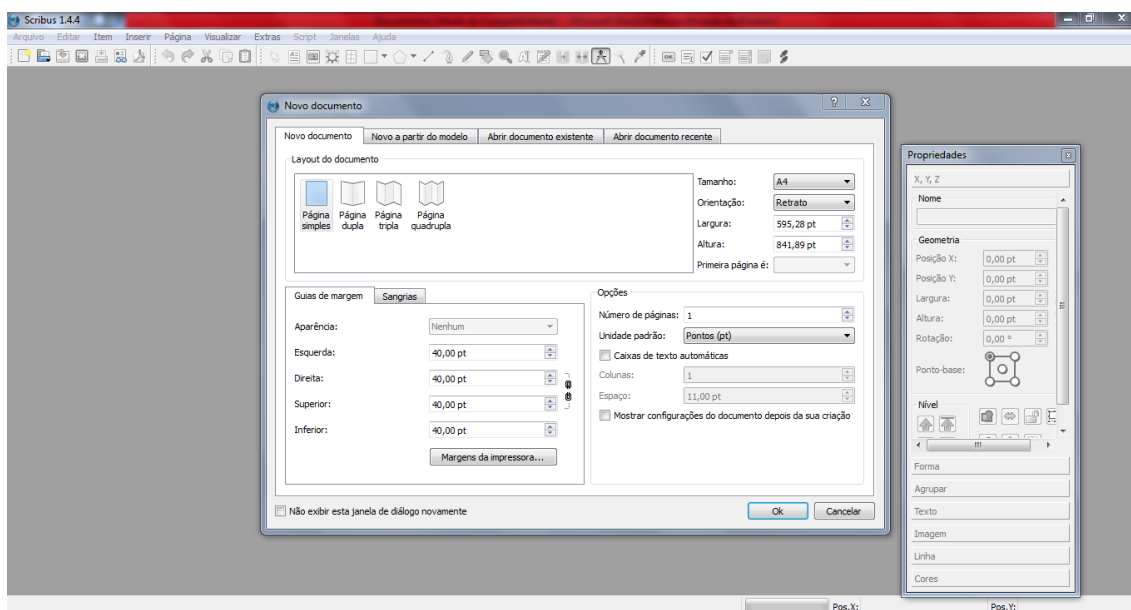 Scribus 1.4.4
Arquivo Editar Item Inserir Página Visualizar Extras Script Janelas Ajuda
Novo documento
Novo documento Novo a partir do modelo Abrir documento existente Abrir documento recente
Layout do documento
Página simples
Página dupla
Página tripla
Página quadrupla
Tamanho: A4
Orientação: Retrato
Largura: 595,28 pt
Altura: 841,89 pt
Primeira página é:
Guias de margem Sangrias
Aparência: Nenhum
Esquerda: 40,00 pt
Direita: 40,00 pt
Superior: 40,00 pt
Inferior: 40,00 pt
Margens da impressora...
Opções
Número de páginas: 1
Unidade padrão: Pontos (pt)
Caixas de texto automáticas
Colunas: 1
Espaço: 11,00 pt
Mostrar configurações do documento depois da sua criação
Não exibir esta janela de diálogo novamente
Ok Cancelar
Propriedades
X, Y, Z
Nome
Geometria
Posição X: 0,00 pt
Posição Y: 0,00 pt
Largura: 0,00 pt
Altura: 0,00 pt
Rotação: 0,00 °
Ponto-base:
Nível
Forma
Agrupar
Texto
Imagem
Linha
Cores
Pos.X: Pos.Y: